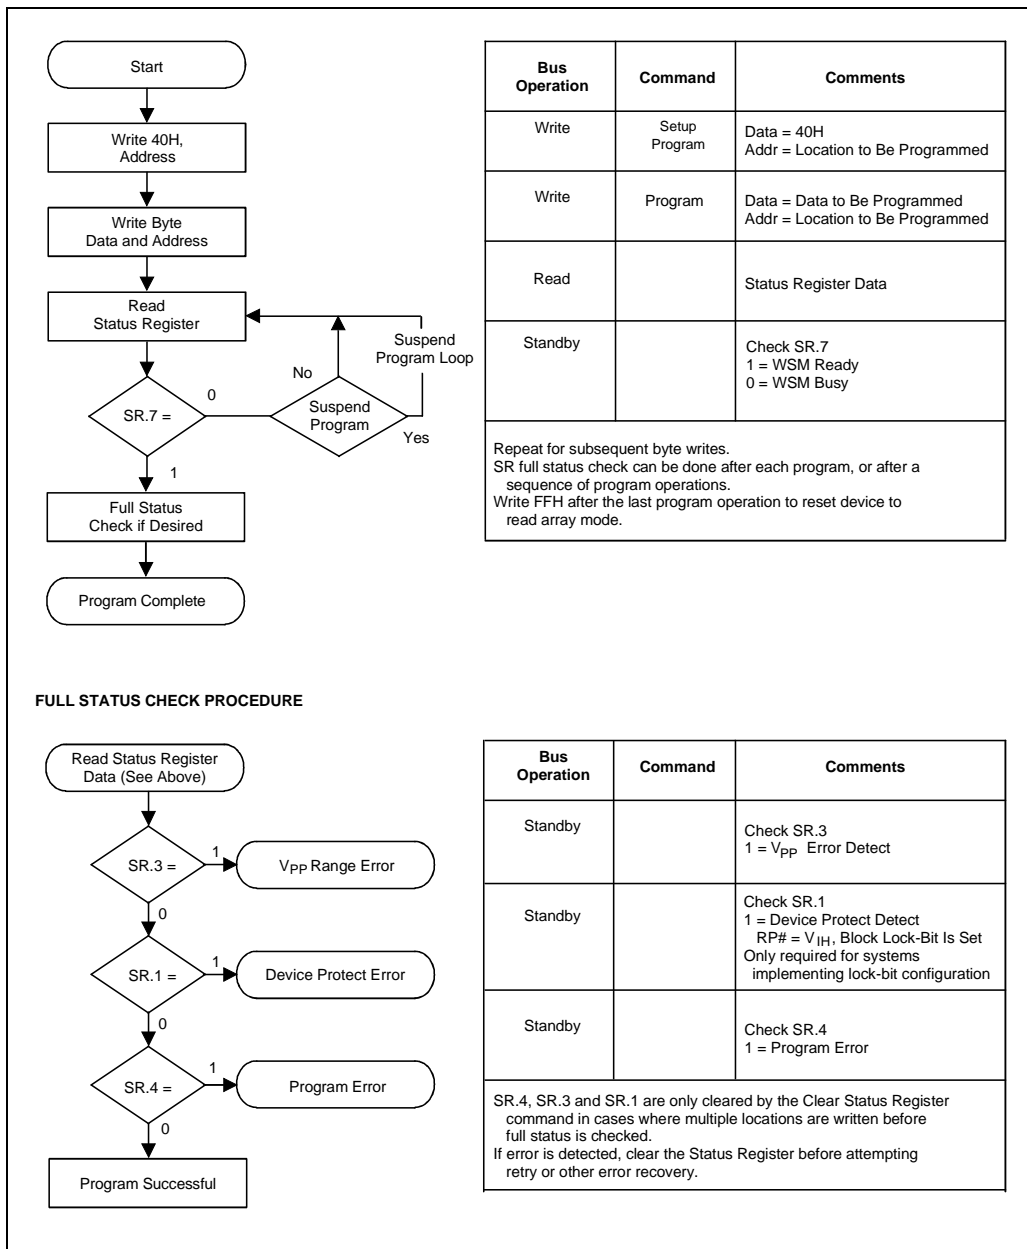 Start
Write 40H,
Address
Write Byte
Data and Address
Read
Status Register
SR.7 =
0
1
No
Suspend
Program
Yes
Suspend
Program Loop
Full Status
Check if Desired
Program Complete
Bus
Operation
Command
Comments
Write
Setup
Program
Data = 40H
Addr = Location to Be Programmed
Write
Program
Data = Data to Be Programmed
Addr = Location to Be Programmed
Read
Status Register Data
Standby
Check SR.7
1 = WSM Ready
0 = WSM Busy
Repeat for subsequent byte writes.
SR full status check can be done after each program, or after a
sequence of program operations.
Write FFH after the last program operation to reset device to
read array mode.
FULL STATUS CHECK PROCEDURE
Read Status Register
Data (See Above)
SR.3 =
1
VPP Range Error
0
SR.1 =
1
Device Protect Error
0
SR.4 =
1
Program Error
0
Program Successful
Bus
Operation
Command
Comments
Standby
Check SR.3
1 = VPP Error Detect
Standby
Check SR.1
1 = Device Protect Detect
RP# = VIH, Block Lock-Bit Is Set
Only required for systems
implementing lock-bit configuration
Standby
Check SR.4
1 = Program Error
SR.4, SR.3 and SR.1 are only cleared by the Clear Status Register
command in cases where multiple locations are written before
full status is checked.
If error is detected, clear the Status Register before attempting
retry or other error recovery.